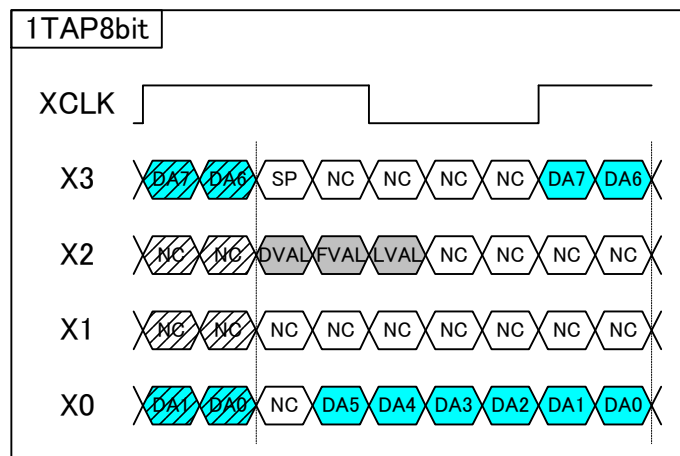 1TAP8bit
XCLK
X3 DA7 DA6 SP NC NC NC NC DA7 DA6
X2 NC NC DVAL FVAL LVAL NC NC NC NC
X1 NC NC NC NC NC NC NC NC NC
X0 DA1 DA0 NC DA5 DA4 DA3 DA2 DA1 DA0